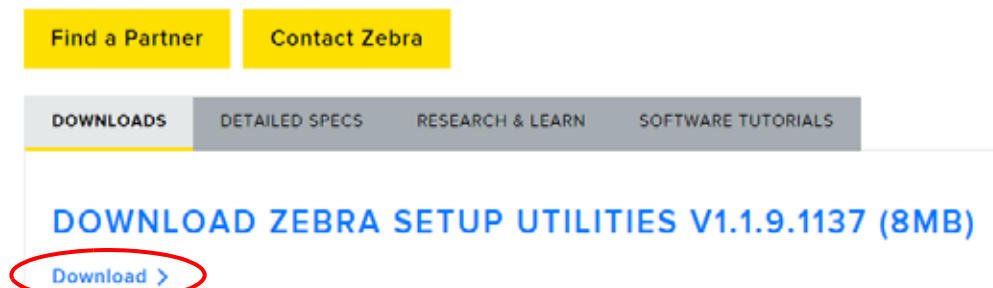 Find a Partner Contact Zebra
DOWNLOADS DETAILED SPECS RESEARCH & LEARN SOFTWARE TUTORIALS
DOWNLOAD ZEBRA SETUP UTILITIES V1.1.9.1137 (8MB)
Download >